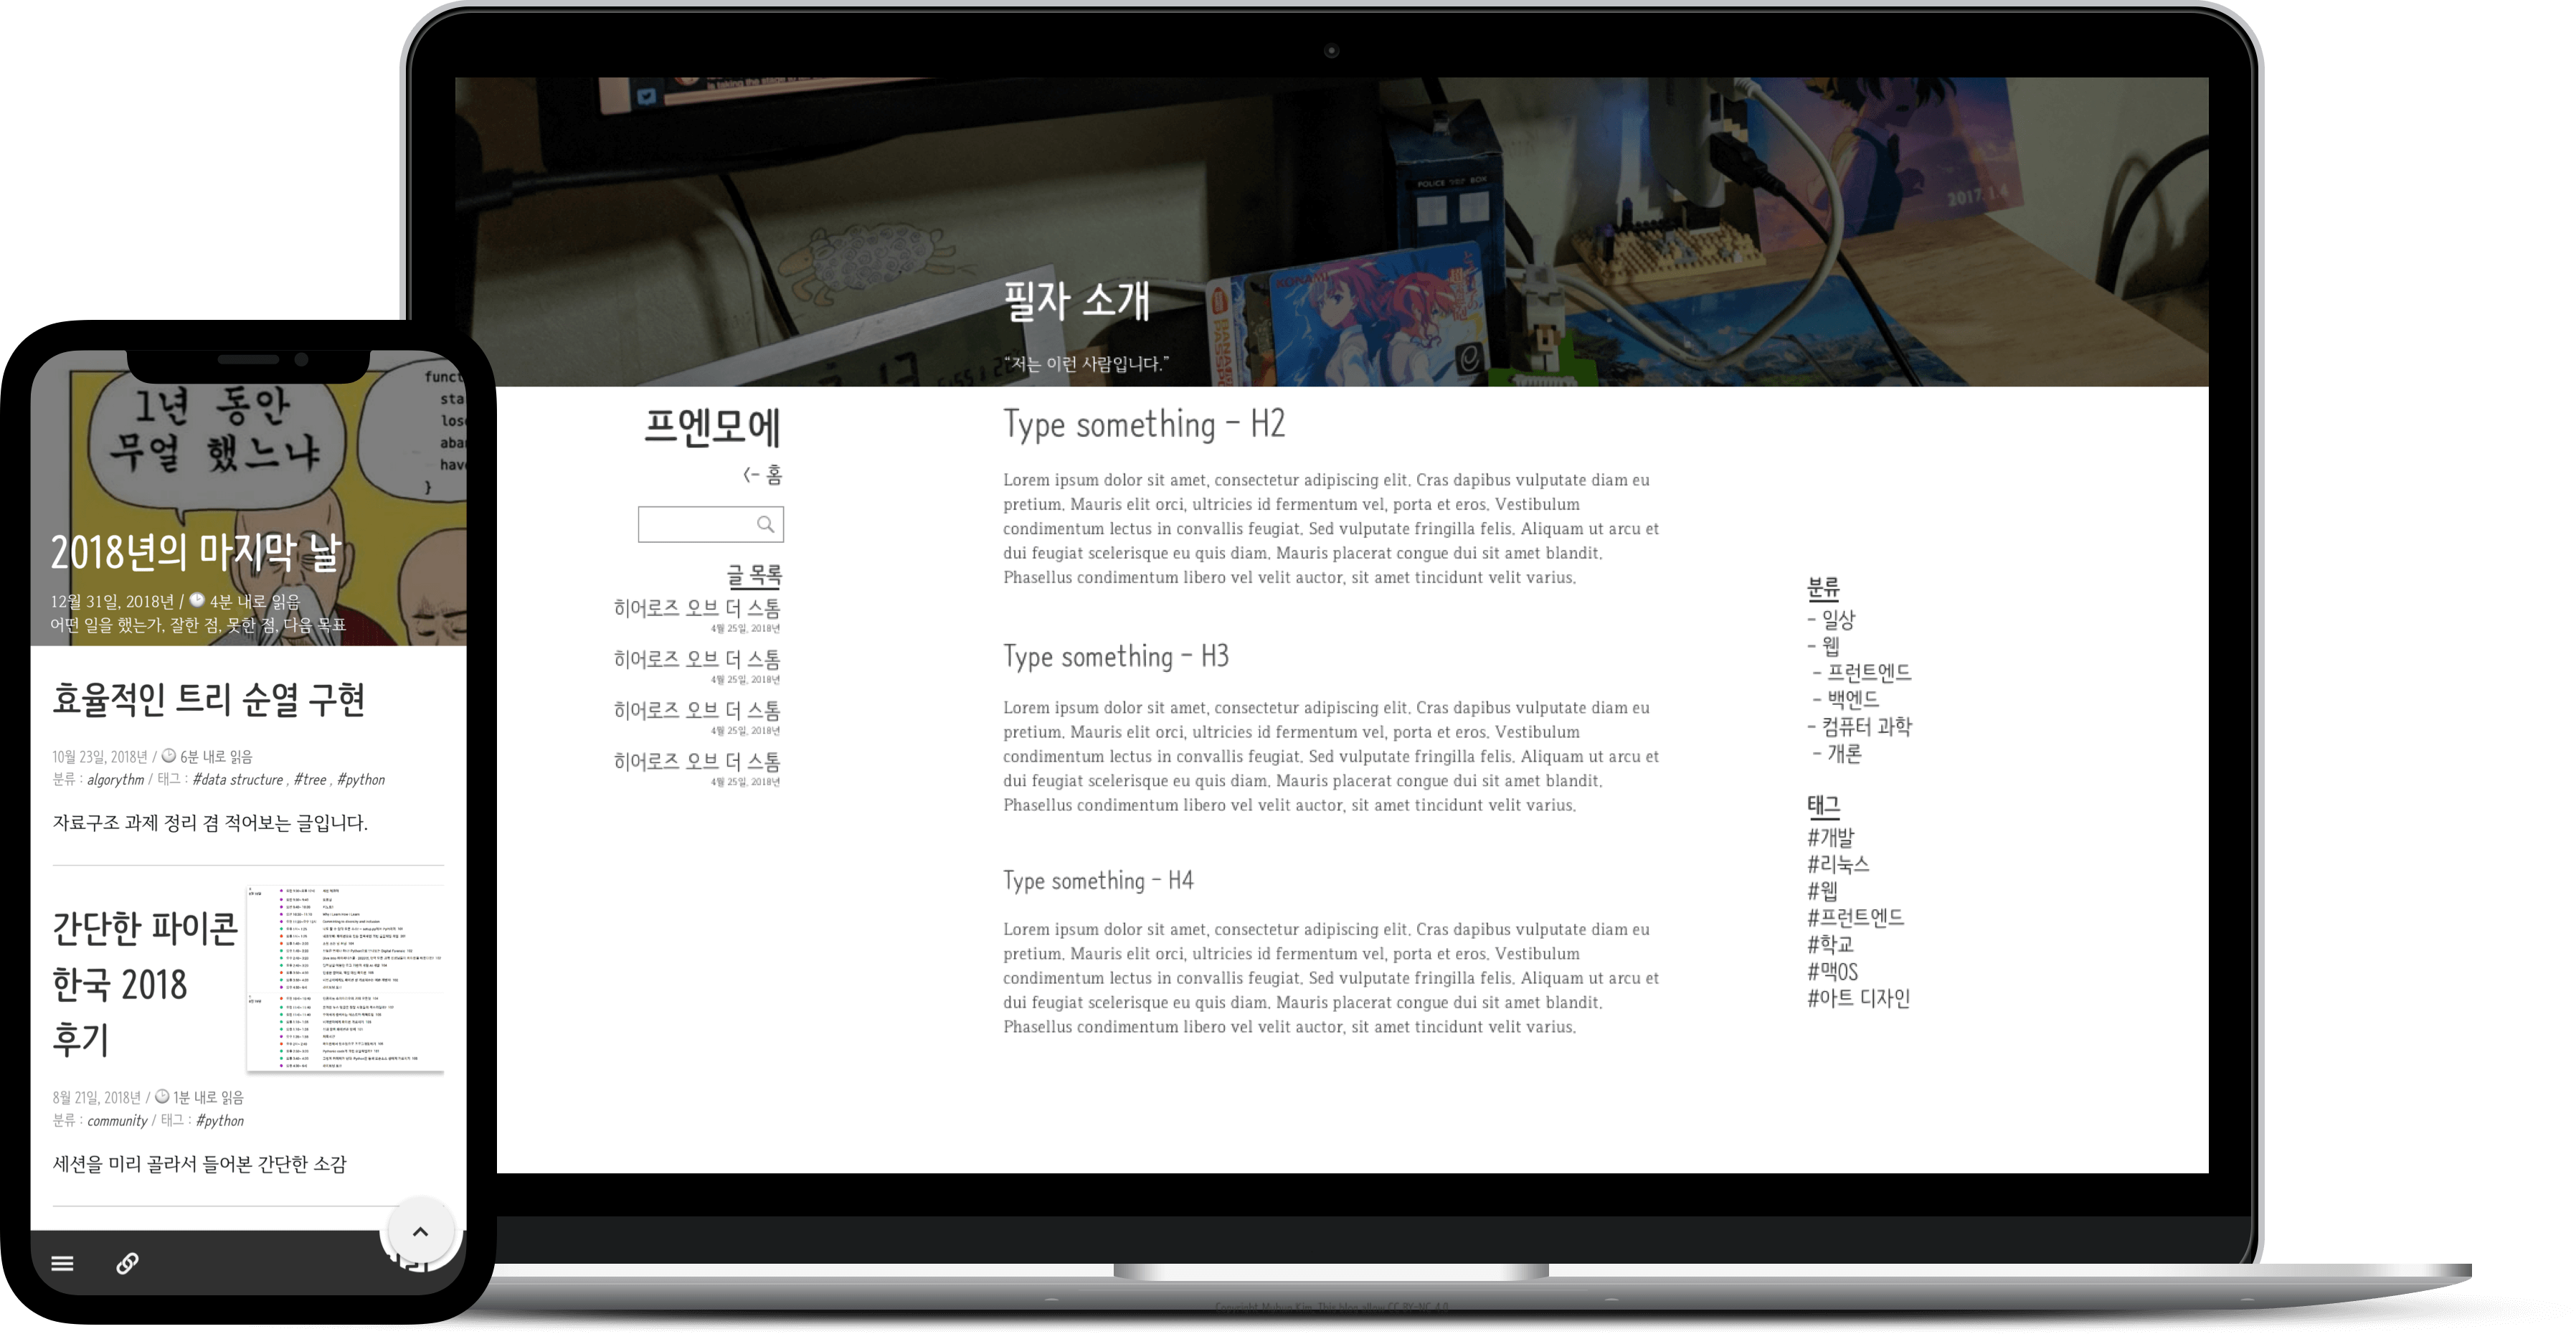 POLICE BOX
2017.1.4
KONAMI
필자 소개
“저는 이런 사람입니다.”
프엔모에
<- 홈
글 목록
히어로즈 오브 더 스톰
4월 25일, 2018년
히어로즈 오브 더 스톰
4월 25일, 2018년
히어로즈 오브 더 스톰
4월 25일, 2018년
히어로즈 오브 더 스톰
4월 25일, 2018년
Type something - H2
Lorem ipsum dolor sit amet, consectetur adipiscing elit. Cras dapibus vulputate diam eu
pretium. Mauris elit orci, ultricies id fermentum vel, porta et eros. Vestibulum
condimentum lectus in convallis feugiat. Sed vulputate fringilla felis. Aliquam ut arcu et
dui feugiat scelerisque eu quis diam. Mauris placerat congue dui sit amet blandit.
Phasellus condimentum libero vel velit auctor, sit amet tincidunt velit varius.
Type something - H3
Lorem ipsum dolor sit amet, consectetur adipiscing elit. Cras dapibus vulputate diam eu
pretium. Mauris elit orci, ultricies id fermentum vel, porta et eros. Vestibulum
condimentum lectus in convallis feugiat. Sed vulputate fringilla felis. Aliquam ut arcu et
dui feugiat scelerisque eu quis diam. Mauris placerat congue dui sit amet blandit.
Phasellus condimentum libero vel velit auctor, sit amet tincidunt velit varius.
Type something - H4
Lorem ipsum dolor sit amet, consectetur adipiscing elit. Cras dapibus vulputate diam eu
pretium. Mauris elit orci, ultricies id fermentum vel, porta et eros. Vestibulum
condimentum lectus in convallis feugiat. Sed vulputate fringilla felis. Aliquam ut arcu et
dui feugiat scelerisque eu quis diam. Mauris placerat congue dui sit amet blandit.
Phasellus condimentum libero vel velit auctor, sit amet tincidunt velit varius.
분류
- 일상
- 웹
- 프런트엔드
- 백엔드
- 컴퓨터 과학
- 개론
태그
#개발
#리눅스
#웹
#프런트엔드
#학교
#맥OS
#아트 디자인
1년 동안
무얼 했느냐
funct
sta
lose
aba
hav
}
2018년의 마지막 날
12월 31일, 2018년 / 4분 내로 읽음
어떤 일을 했는가, 잘한 점, 못한 점, 다음 목표
효율적인 트리 순열 구현
10월 23일, 2018년 / 6분 내로 읽음
분류 : algorythm / 태그 : #data structure , #tree , #python
자료구조 과제 정리 겸 적어보는 글입니다.
간단한 파이콘
한국 2018
후기
8월 21일, 2018년 / 1분 내로 읽음
분류 : community / 태그 : #python
세션을 미리 골라서 들어본 간단한 소감